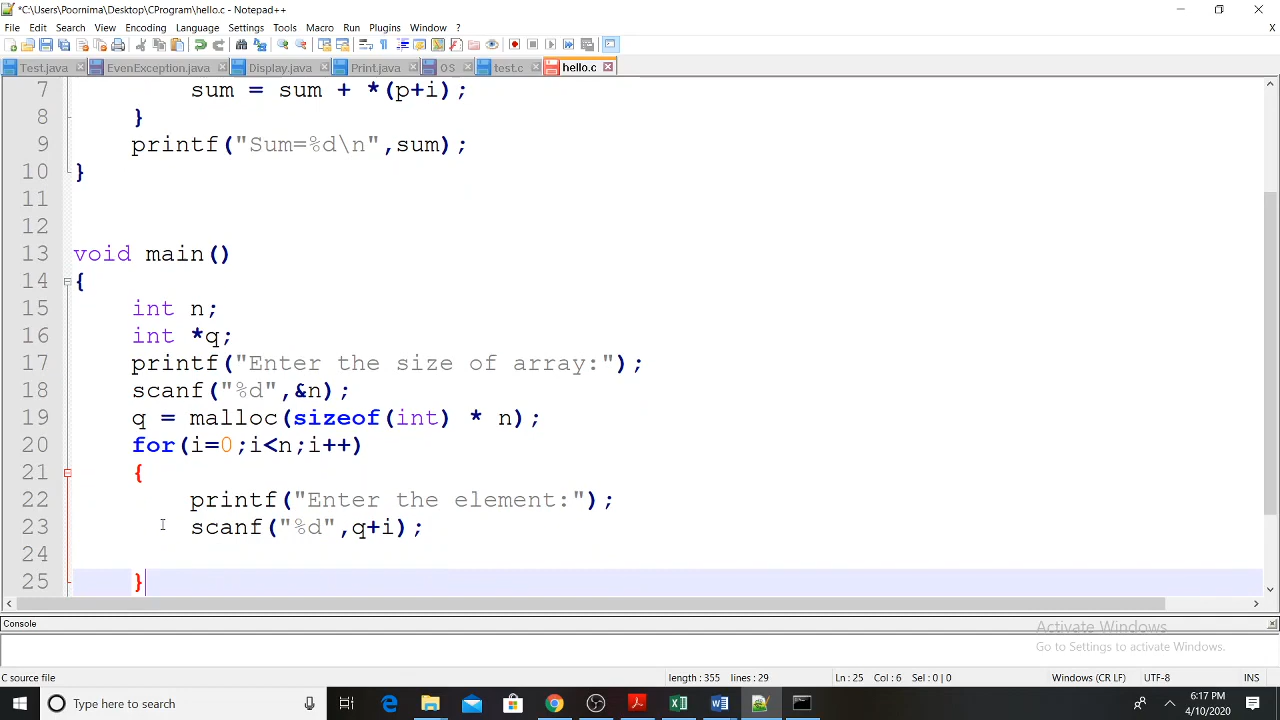 *C:\Users\Poornima\Desktop\CProgram\hello.c - Notepad++
File Edit Search View Encoding Language Settings Tools Macro Run Plugins Window ?
X
Test.java EvenException.java Display.java Print.java OS test.c hello.c
7 sum = sum + *(p+i);
8 }
9 printf("Sum=%d\n",sum);
10 }
11
12
13 void main()
14 {
15 int n;
16 int *q;
17 printf("Enter the size of array:");
18 scanf("%d",&n);
19 q = malloc(sizeof(int) * n);
20 for(i=0;i<n;i++)
21 {
22 printf("Enter the element:");
23 scanf("%d",q+i);
24
25 }
Console
Activate Windows
Go to Settings to activate Windows.
C source file length : 355 lines : 29 Ln : 25 Col : 6 Sel : 0 | 0 Windows (CR LF) UTF-8 INS
Type here to search
6:17 PM
4/10/2020